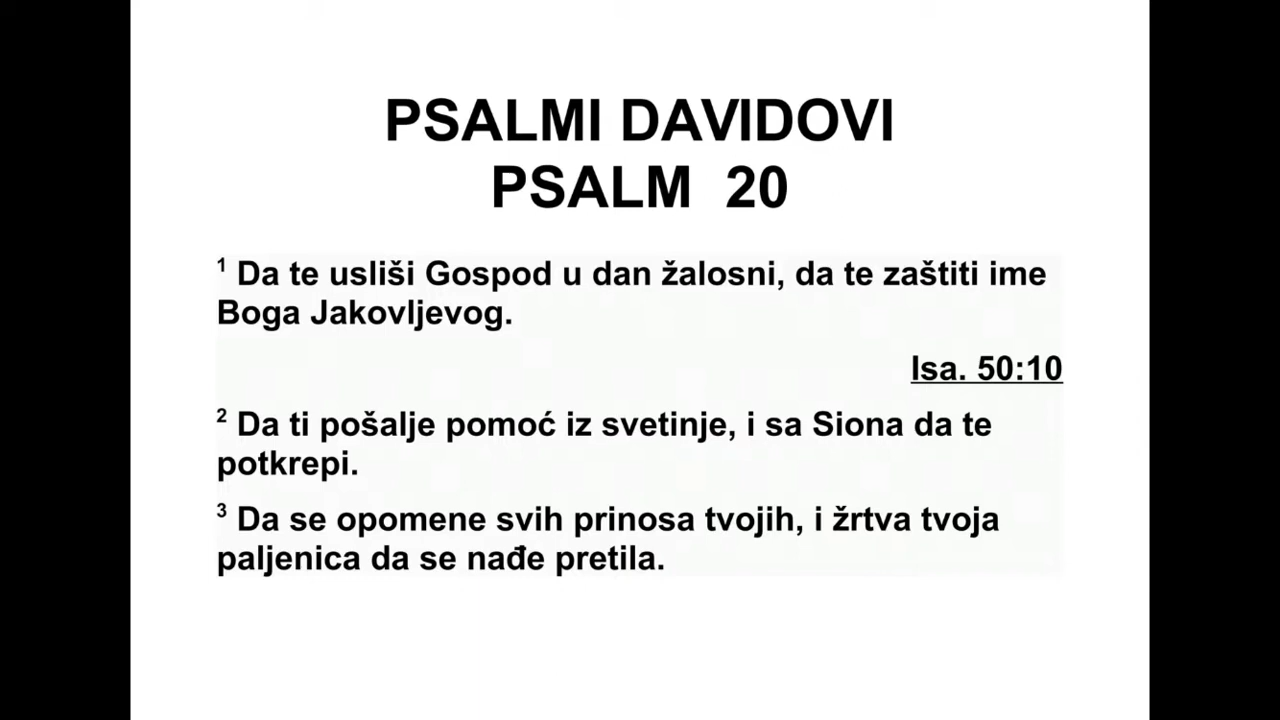 PSALMI DAVIDOVI
PSALM 20
1 Da te usliši Gospod u dan žalosni, da te zaštiti ime
Boga Jakovljevog.
Isa. 50:10
2 Da ti pošalje pomoć iz svetinje, i sa Siona da te
potkrepi.
3 Da se opomene svih prinosa tvojih, i žrtva tvoja
paljenica da se nađe pretila.